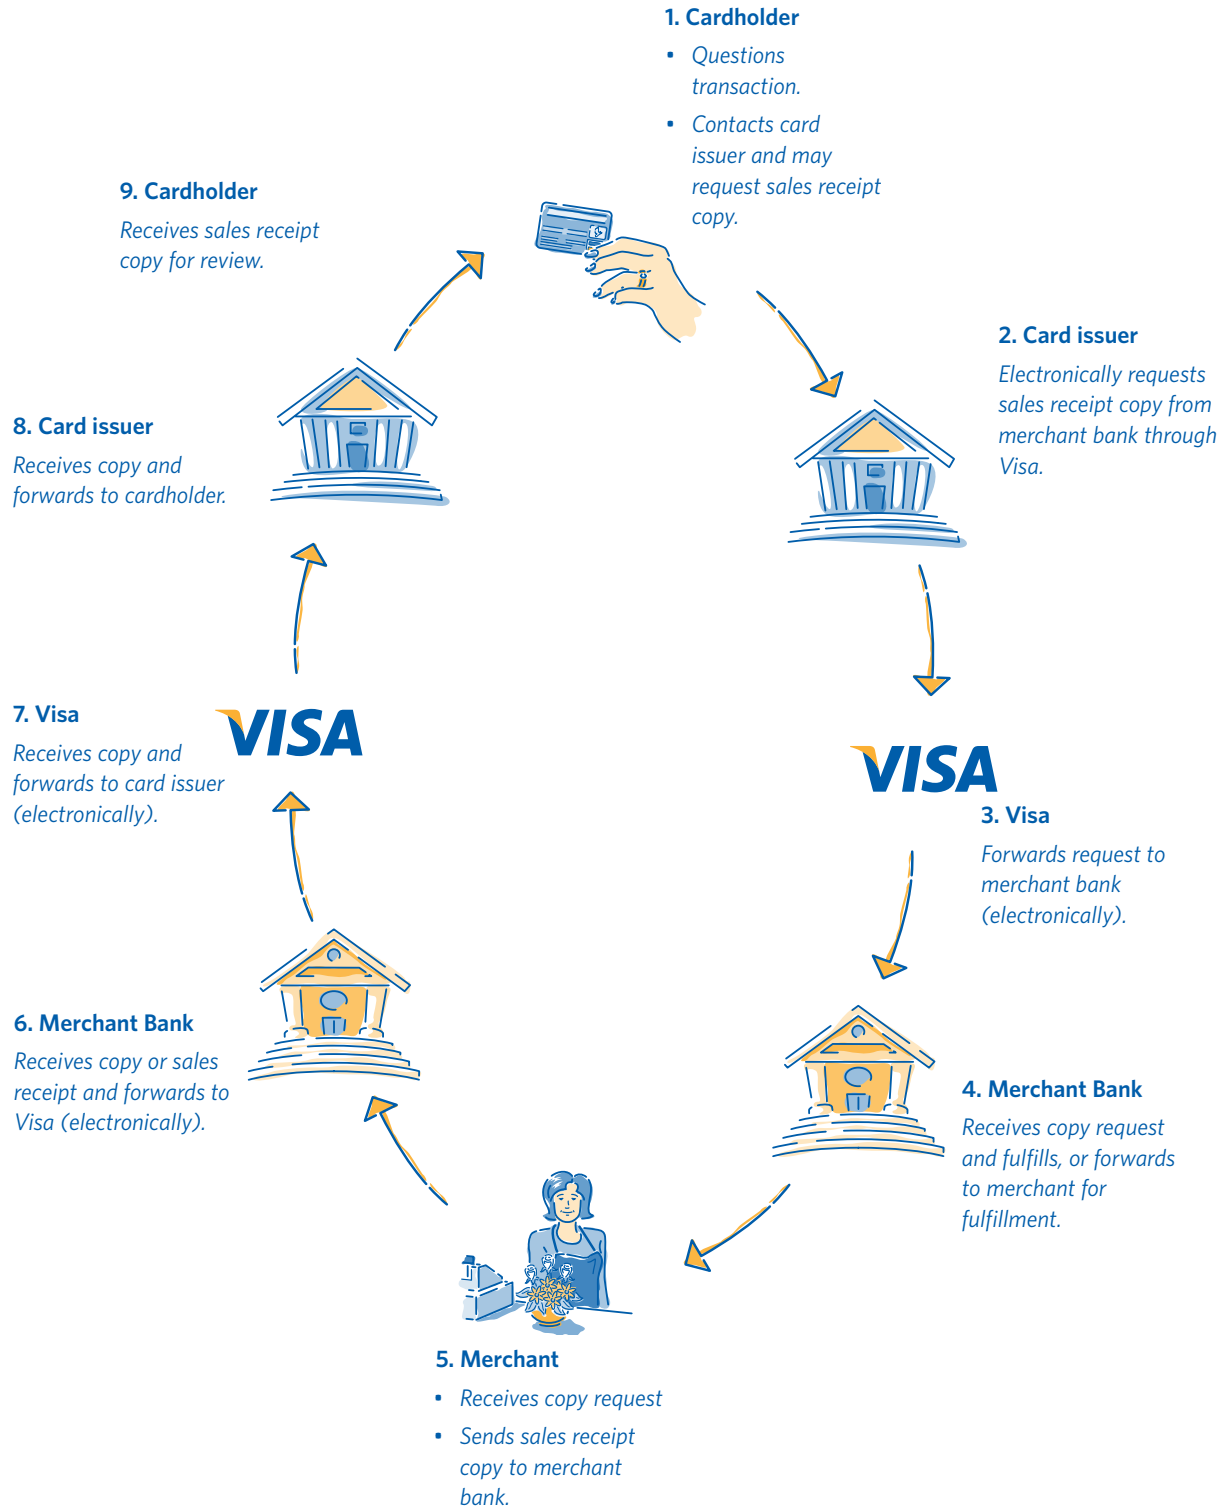 1. Cardholder
• Questions
transaction.
• Contacts card
issuer and may
request sales receipt
copy.
2. Card issuer
Electronically requests
sales receipt copy from
merchant bank through
Visa.
VISA
3. Visa
Forwards request to
merchant bank
(electronically).
4. Merchant Bank
Receives copy request
and fulfills, or forwards
to merchant for
fulfillment.
5. Merchant
• Receives copy request
• Sends sales receipt
copy to merchant
bank.
6. Merchant Bank
Receives copy or sales
receipt and forwards to
Visa (electronically).
7. Visa
VISA
Receives copy and
forwards to card issuer
(electronically).
8. Card issuer
Receives copy and
forwards to cardholder.
9. Cardholder
Receives sales receipt
copy for review.